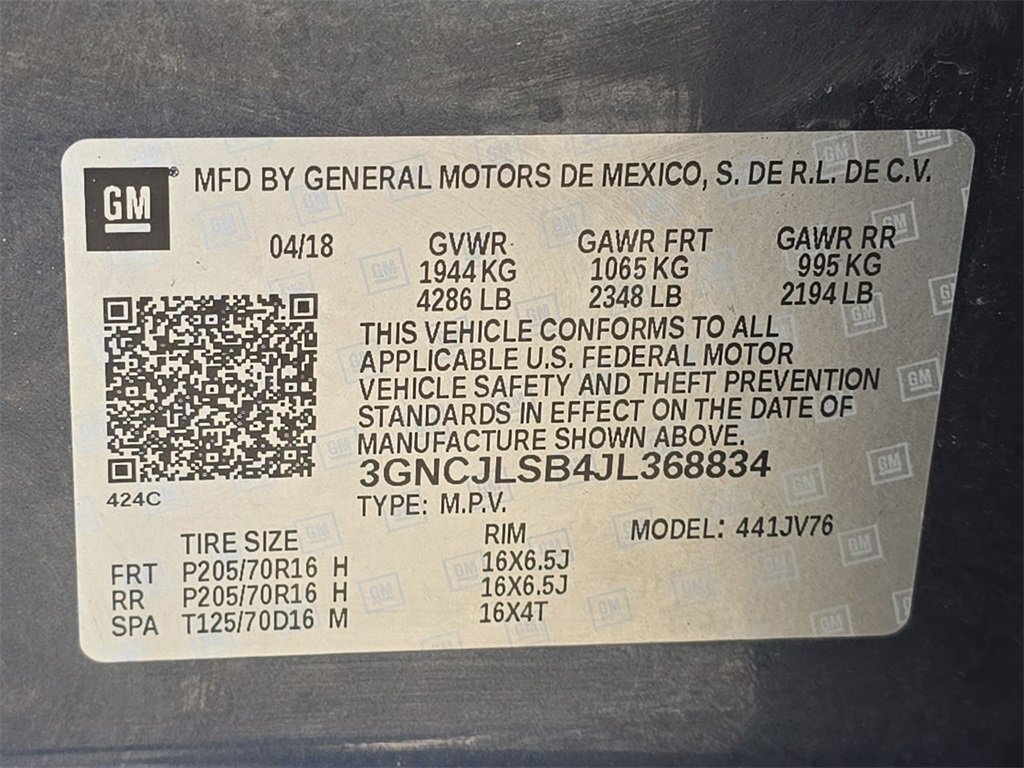 GM® MFD BY GENERAL MOTORS DE MEXICO, S. DE R.L. DE C.V.
04/18 GVWR GAWR FRT GAWR RR
1944 KG 1065 KG 995 KG
4286 LB 2348 LB 2194 LB
THIS VEHICLE CONFORMS TO ALL
APPLICABLE U.S. FEDERAL MOTOR
VEHICLE SAFETY AND THEFT PREVENTION
STANDARDS IN EFFECT ON THE DATE OF
MANUFACTURE SHOWN ABOVE.
3GNCJLSB4JL368834
424C TYPE: M.P.V.
TIRE SIZE RIM MODEL: 441JV76
FRT P205/70R16 H 16X6.5J
RR P205/70R16 H 16X6.5J
SPA T125/70D16 M 16X4T